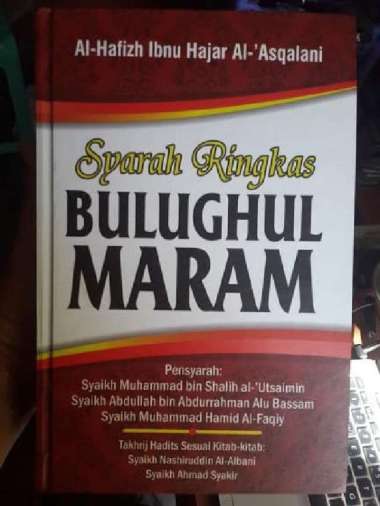 Al-Hafizh Ibnu Hajar Al-'Asqalani
Syarah Ringkas
BULUGHUL
MARAM
Pensyarah:
Syaikh Muhammad bin Shalih al-'Utsaimin
Syaikh Abdullah bin Abdurrahman Alu Bassam
Syaikh Muhammad Hamid Al-Faqiy
Takhrij Hadits Sesuai Kitab-kitab:
Syaikh Nashiruddin Al-Albani
Syaikh Ahmad Syakir